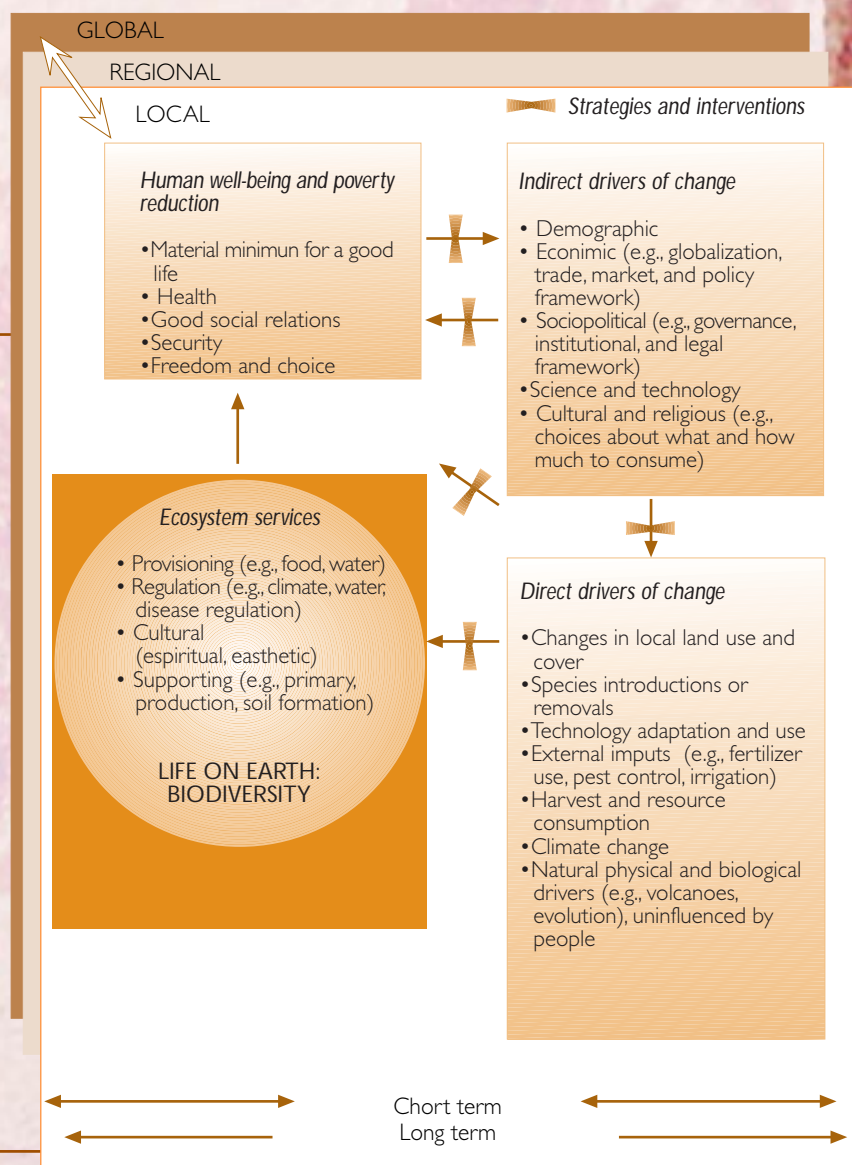 GLOBAL
REGIONAL
LOCAL
Strategies and interventions
Human well-being and poverty
reduction
•Material minimun for a good
life
• Health
•Good social relations
•Security
•Freedom and choice
Indirect drivers of change
• Demographic
• Econimic (e.g., globalization,
trade, market, and policy
framework)
• Sociopolitical (e.g., governance,
institutional, and legal
framework)
•Science and technology
• Cultural and religious (e.g.,
choices about what and how
much to consume)
Ecosystem services
• Provisioning (e.g., food, water)
• Regulation (e.g., climate, water,
disease regulation)
• Cultural
(espiritual, easthetic)
• Supporting (e.g., primary,
production, soil formation)
LIFE ON EARTH:
BIODIVERSITY
Direct drivers of change
•Changes in local land use and
cover
•Species introductions or
removals
•Technology adaptation and use
•External imputs (e.g., fertilizer
use, pest control, irrigation)
•Harvest and resource
consumption
•Climate change
•Natural physical and biological
drivers (e.g., volcanoes,
evolution), uninfluenced by
people
Chort term
Long term